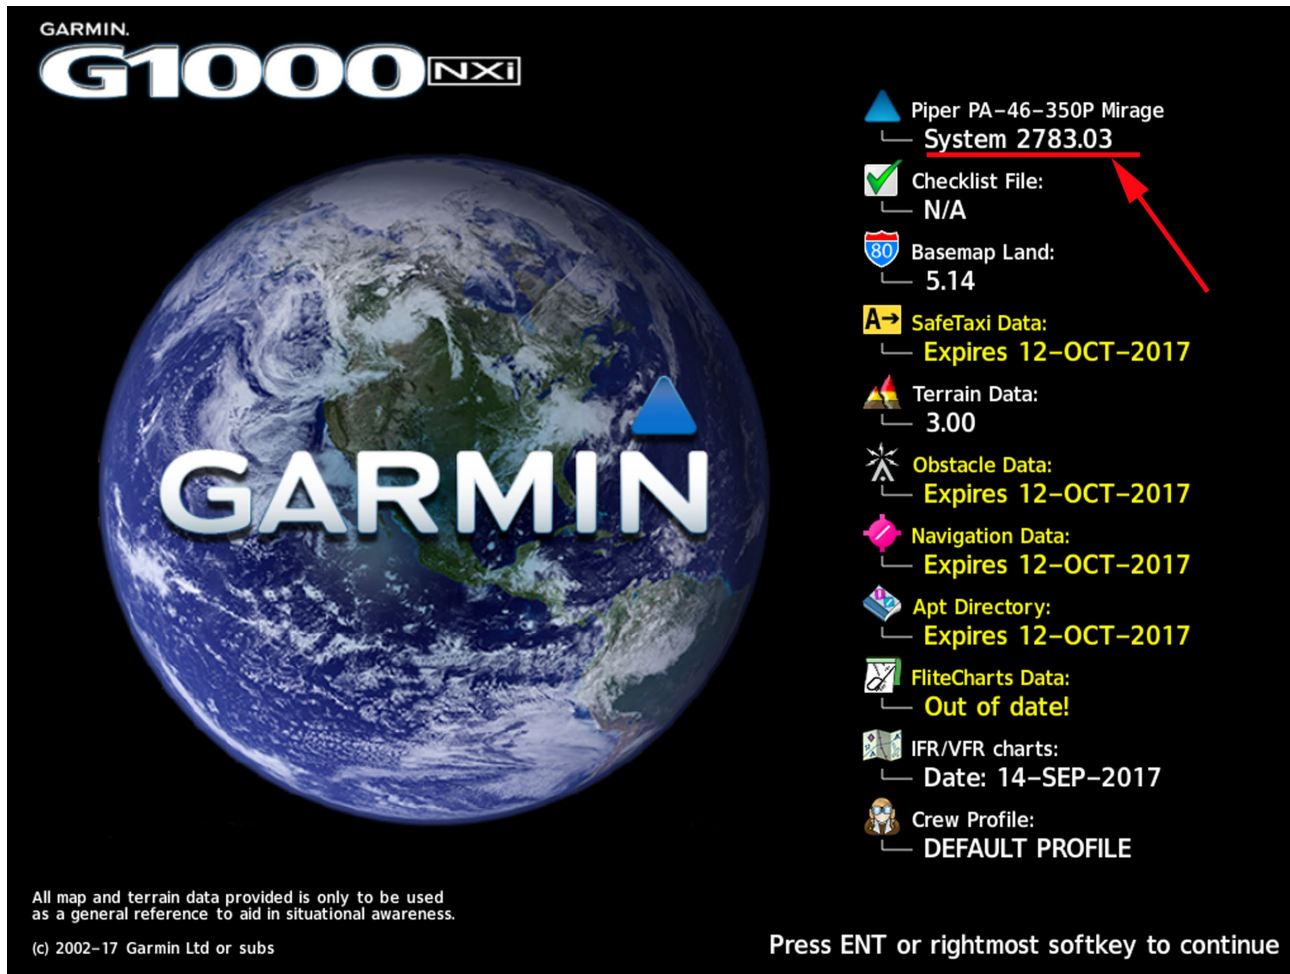 GARMIN.
G1000 NXi
Piper PA-46-350P Mirage
System 2783.03
Checklist File:
N/A
80
Basemap Land:
5.14
A→
SafeTaxi Data:
Expires 12-OCT-2017
Terrain Data:
3.00
Obstacle Data:
Expires 12-OCT-2017
Navigation Data:
Expires 12-OCT-2017
Apt Directory:
Expires 12-OCT-2017
FliteCharts Data:
Out of date!
IFR/VFR charts:
Date: 14-SEP-2017
Crew Profile:
DEFAULT PROFILE
GARMIN
All map and terrain data provided is only to be used
as a general reference to aid in situational awareness.
(c) 2002-17 Garmin Ltd or subs
Press ENT or rightmost softkey to continue